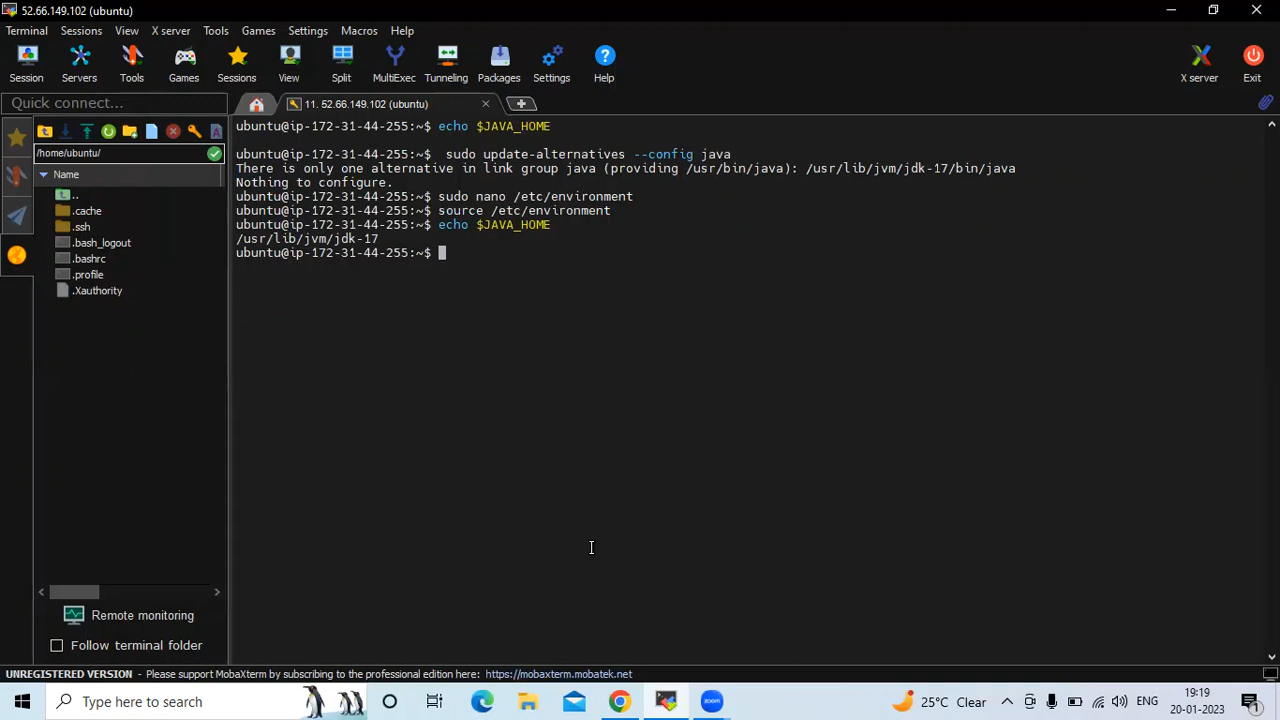 52.66.149.102 (ubuntu)
Terminal Sessions View X server Tools Games Settings Macros Help
Session Servers Tools Games Sessions View Split MultiExec Tunneling Packages Settings Help X server Exit
Quick connect...
11. 52.66.149.102 (ubuntu)
/home/ubuntu/
Name
..
.cache
.ssh
.bash_logout
.bashrc
.profile
.Xauthority
Remote monitoring
Follow terminal folder
ubuntu@ip-172-31-44-255:~$ echo $JAVA_HOME
ubuntu@ip-172-31-44-255:~$  sudo update-alternatives --config java
There is only one alternative in link group java (providing /usr/bin/java): /usr/lib/jvm/jdk-17/bin/java
Nothing to configure.
ubuntu@ip-172-31-44-255:~$ sudo nano /etc/environment
ubuntu@ip-172-31-44-255:~$ source /etc/environment
ubuntu@ip-172-31-44-255:~$ echo $JAVA_HOME
/usr/lib/jvm/jdk-17
ubuntu@ip-172-31-44-255:~$
UNREGISTERED VERSION - Please support MobaXterm by subscribing to the professional edition here: https://mobaxterm.mobatek.net
Type here to search
zoom
25°C Clear
ENG
19:19
20-01-2023
1